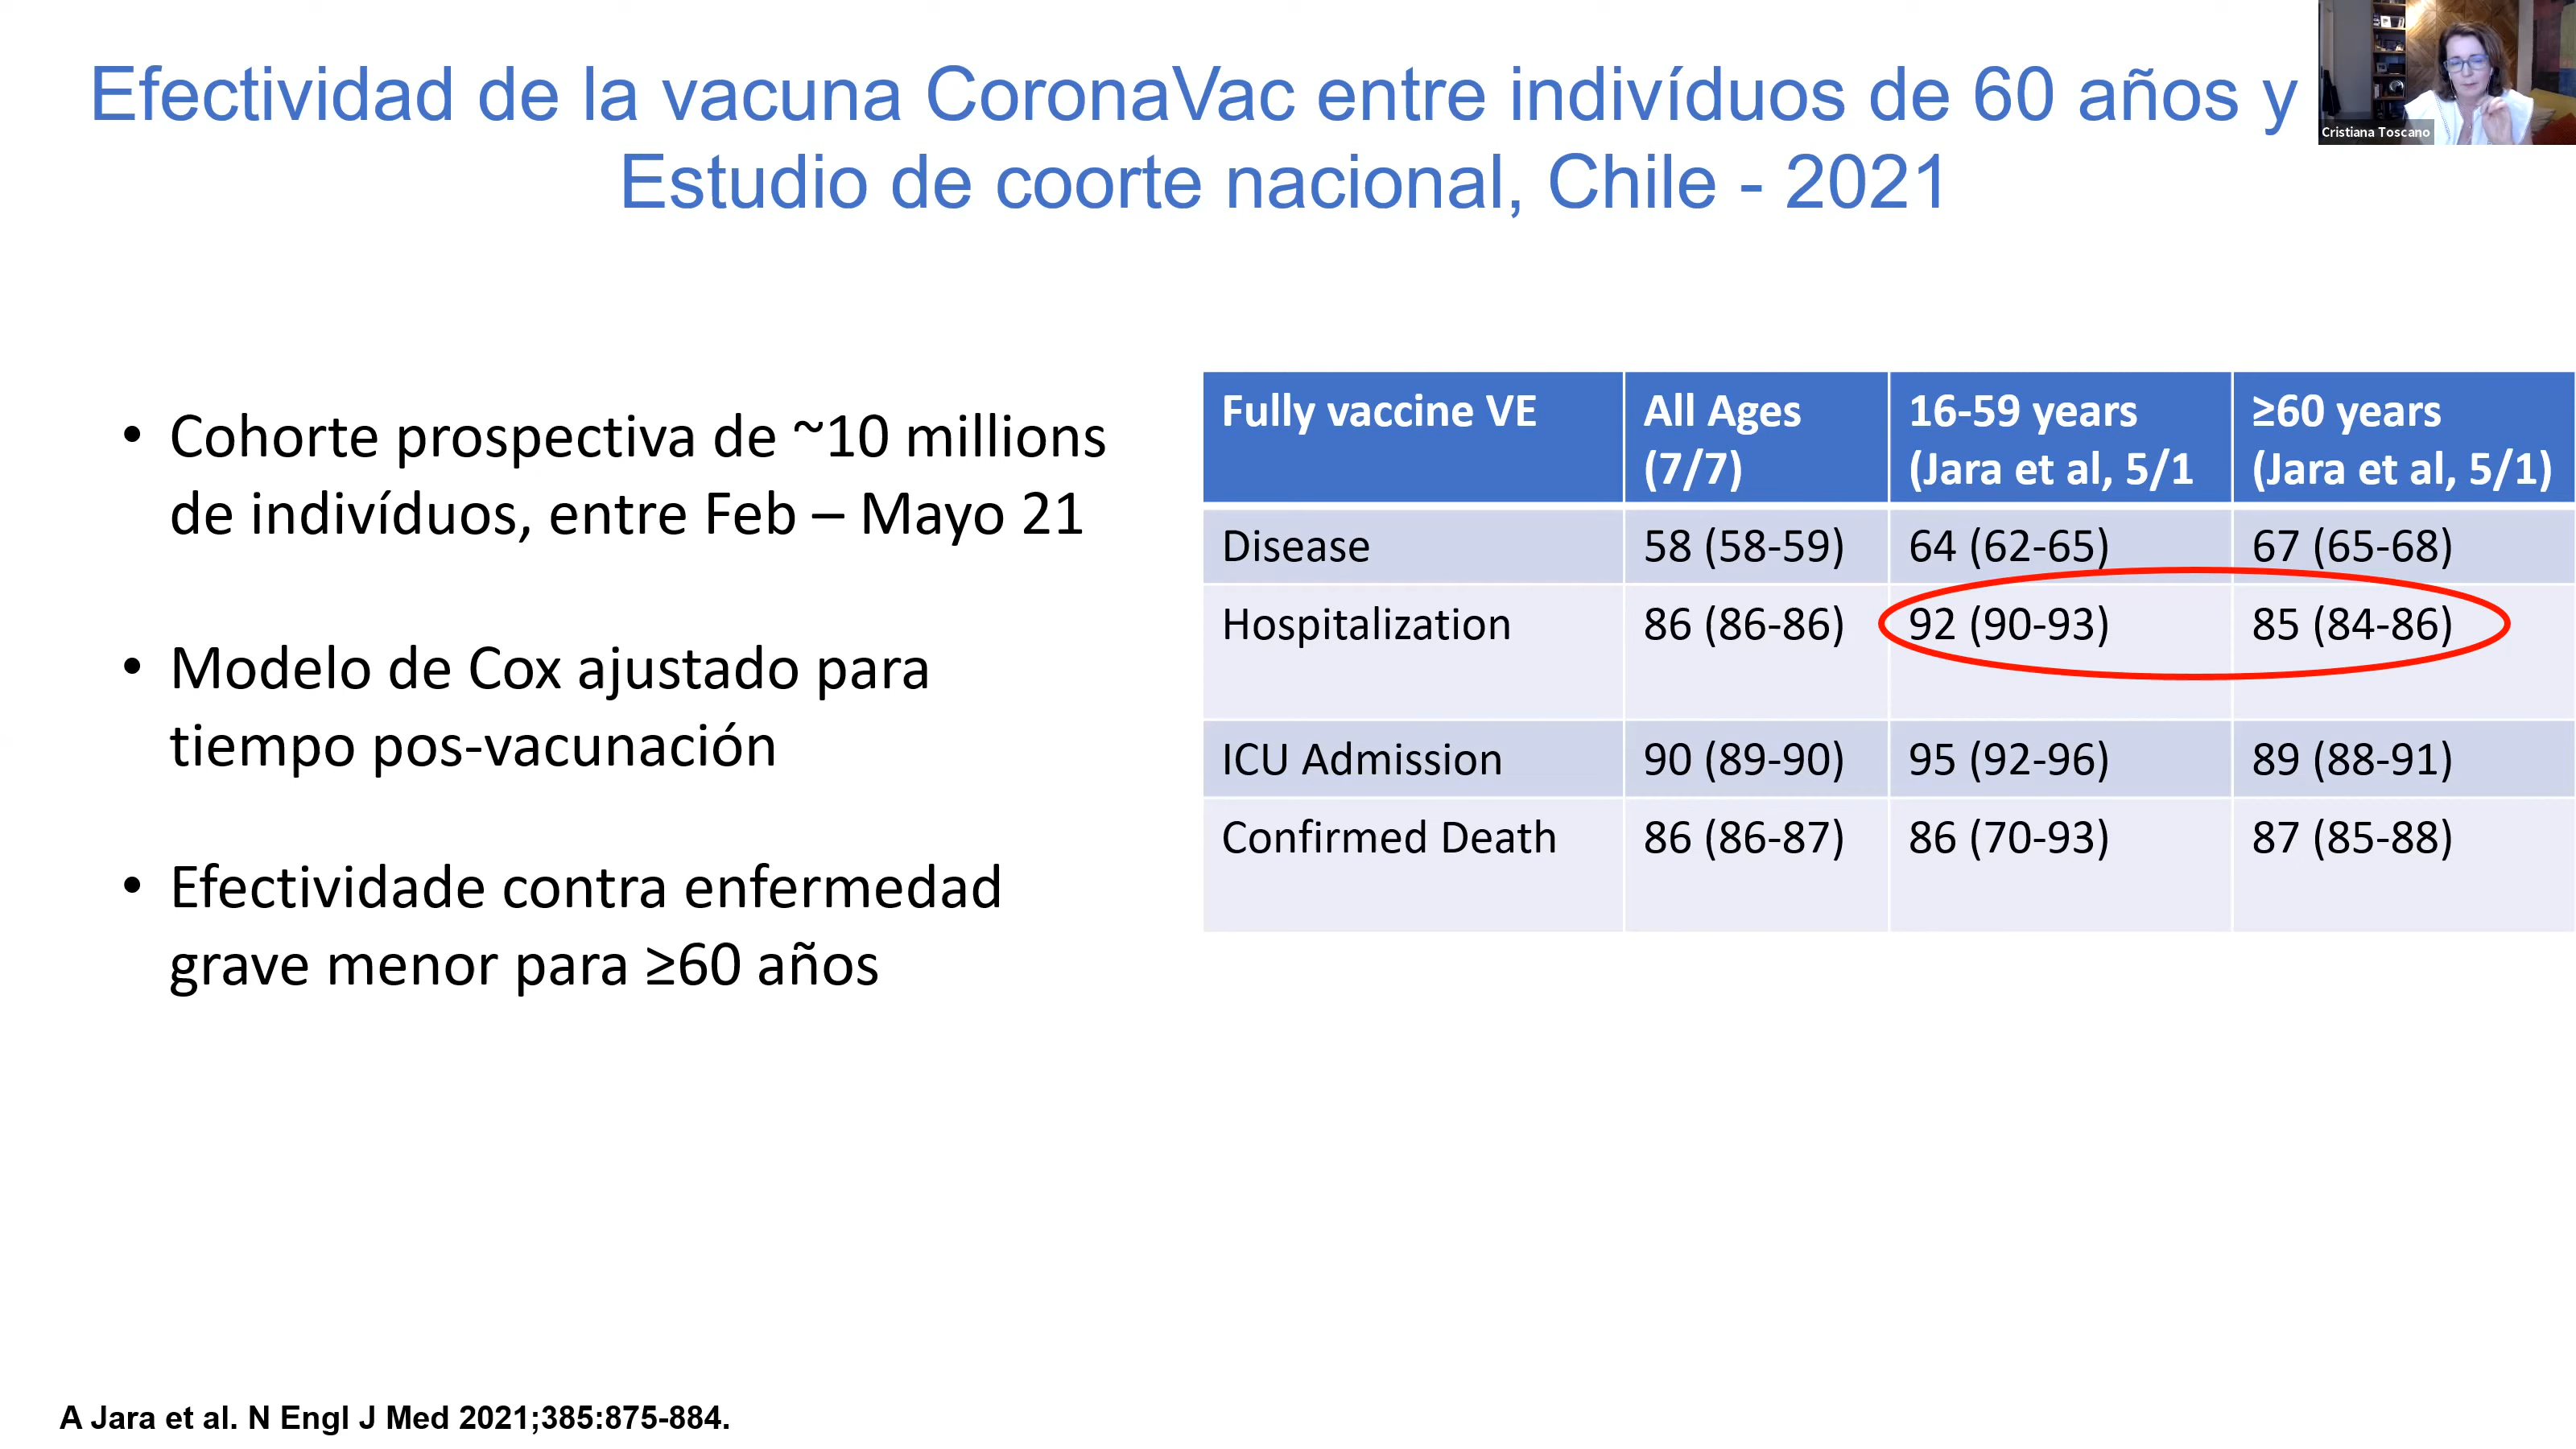 Efectividad de la vacuna CoronaVac entre indivíduos de 60 años y
Estudio de coorte nacional, Chile - 2021
Cristiana Toscano
• Cohorte prospectiva de ~10 millions
de indivíduos, entre Feb – Mayo 21
• Modelo de Cox ajustado para
tiempo pos-vacunación
• Efectividade contra enfermedad
grave menor para ≥60 años
Fully vaccine VE All Ages (7/7) 16-59 years (Jara et al, 5/1 ≥60 years (Jara et al, 5/1)
Disease 58 (58-59) 64 (62-65) 67 (65-68)
Hospitalization 86 (86-86) 92 (90-93) 85 (84-86)
ICU Admission 90 (89-90) 95 (92-96) 89 (88-91)
Confirmed Death 86 (86-87) 86 (70-93) 87 (85-88)
A Jara et al. N Engl J Med 2021;385:875-884.